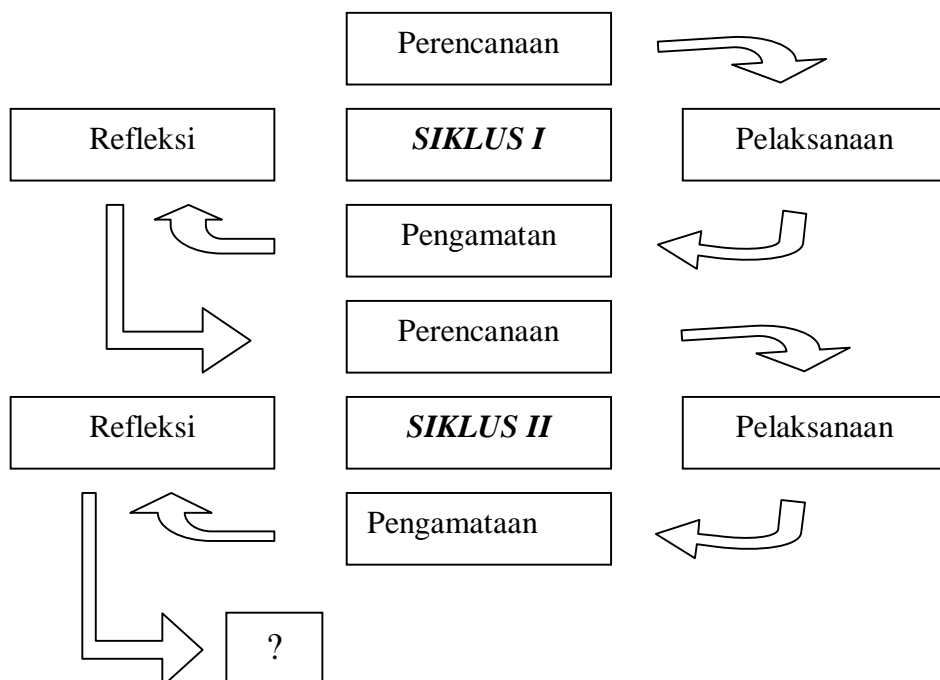 Perencanaan
Refleksi
SIKLUS I
Pelaksanaan
Pengamatan
Perencanaan
Refleksi
SIKLUS II
Pelaksanaan
Pengamataan
?